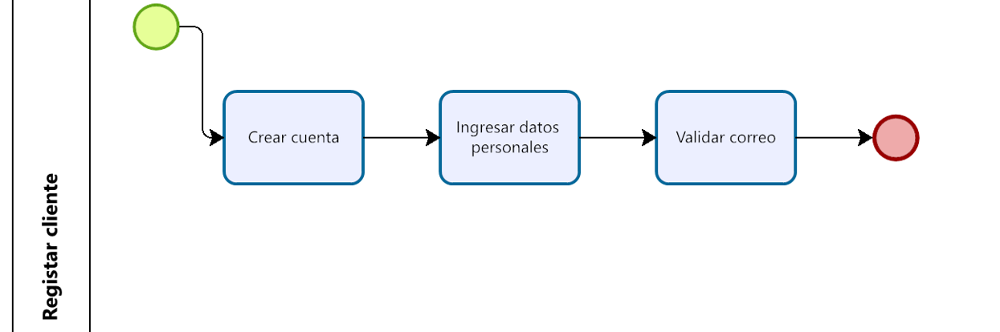 Registar cliente
Crear cuenta
Ingresar datos
personales
Validar correo